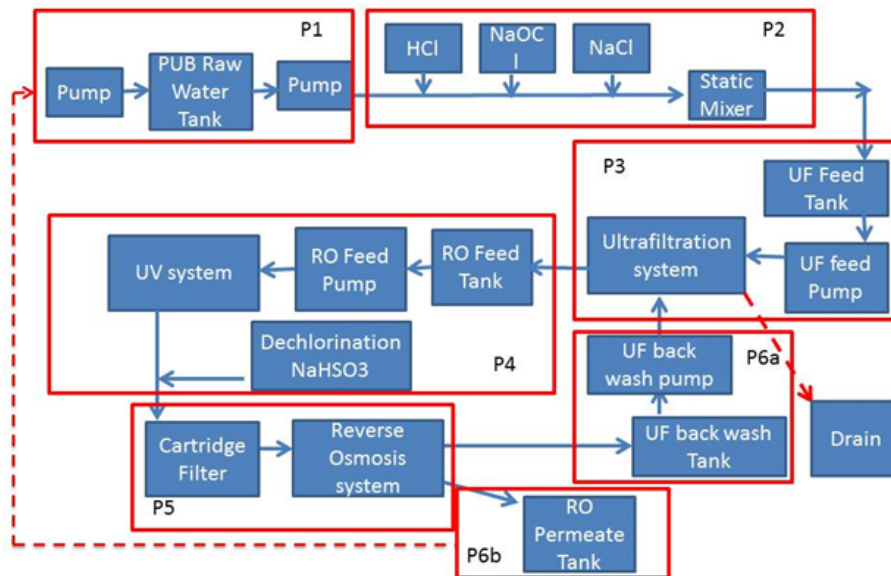 P1
Pump
PUB Raw
Water
Tank
Pump
P2
HCl
NaOC
l
NaCl
Static
Mixer
P3
UF Feed
Tank
UF feed
Pump
Ultrafiltration
system
P4
RO Feed
Tank
RO Feed
Pump
UV system
Dechlorination
NaHSO3
P6a
UF back
wash pump
UF back wash
Tank
Drain
P5
Cartridge
Filter
Reverse
Osmosis
system
P6b
RO
Permeate
Tank